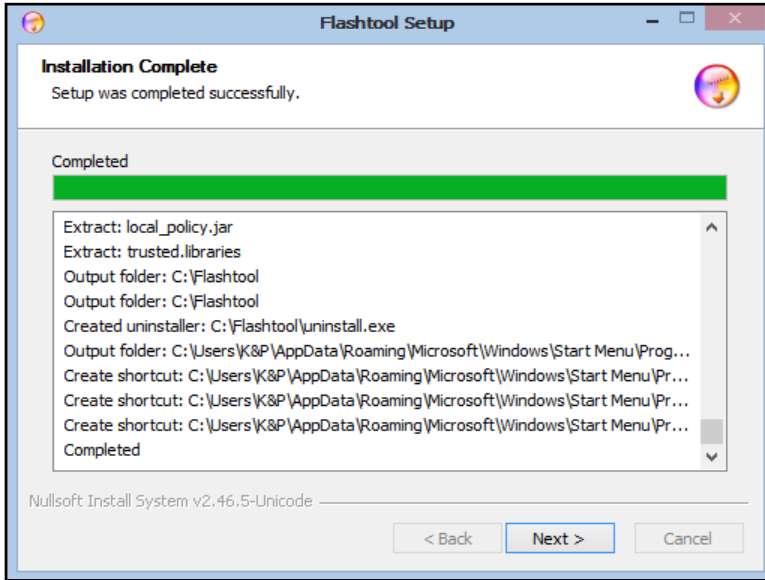 Flashtool Setup
Installation Complete
Setup was completed successfully.
Completed
Extract: local_policy.jar
Extract: trusted.libraries
Output folder: C:\Flashtool
Output folder: C:\Flashtool
Created uninstaller: C:\Flashtool\uninstall.exe
Output folder: C:\Users\K&P\AppData\Roaming\Microsoft\Windows\Start Menu\Prog...
Create shortcut: C:\Users\K&P\AppData\Roaming\Microsoft\Windows\Start Menu\Pr...
Create shortcut: C:\Users\K&P\AppData\Roaming\Microsoft\Windows\Start Menu\Pr...
Create shortcut: C:\Users\K&P\AppData\Roaming\Microsoft\Windows\Start Menu\Pr...
Completed
Nullsoft Install System v2.46.5-Unicode
< Back Next > Cancel